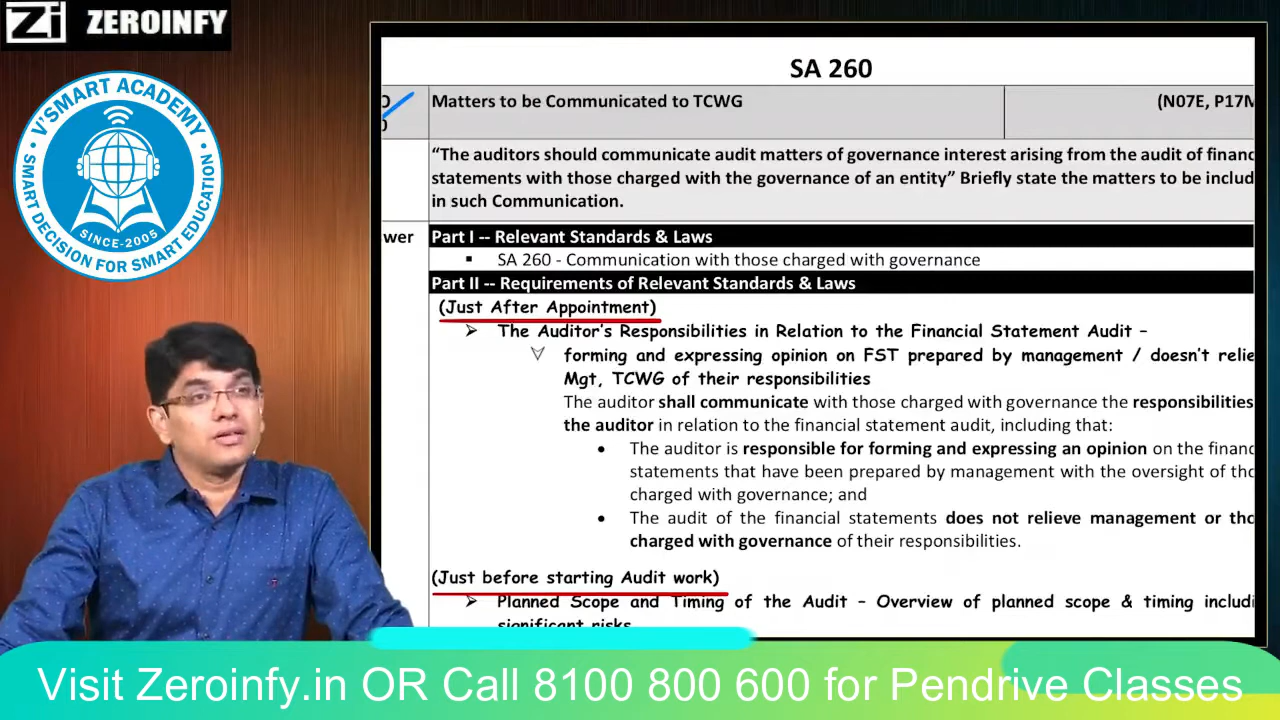 Zi ZEROINFY
V'SMART ACADEMY
SMART DECISION FOR SMART EDUCATION
SINCE-2005
SA 260
Matters to be Communicated to TCWG
(N07E, P17M
"The auditors should communicate audit matters of governance interest arising from the audit of financ
statements with those charged with the governance of an entity" Briefly state the matters to be includ
in such Communication.
wer
Part I -- Relevant Standards & Laws
▪ SA 260 - Communication with those charged with governance
Part II -- Requirements of Relevant Standards & Laws
(Just After Appointment)
➢ The Auditor's Responsibilities in Relation to the Financial Statement Audit –
forming and expressing opinion on FST prepared by management / doesn't relie
Mgt, TCWG of their responsibilities
The auditor shall communicate with those charged with governance the responsibilities
the auditor in relation to the financial statement audit, including that:
• The auditor is responsible for forming and expressing an opinion on the financ
statements that have been prepared by management with the oversight of tho
charged with governance; and
• The audit of the financial statements does not relieve management or tho
charged with governance of their responsibilities.
(Just before starting Audit work)
➢ Planned Scope and Timing of the Audit – Overview of planned scope & timing includi
significant risks
Visit Zeroinfy.in OR Call 8100 800 600 for Pendrive Classes